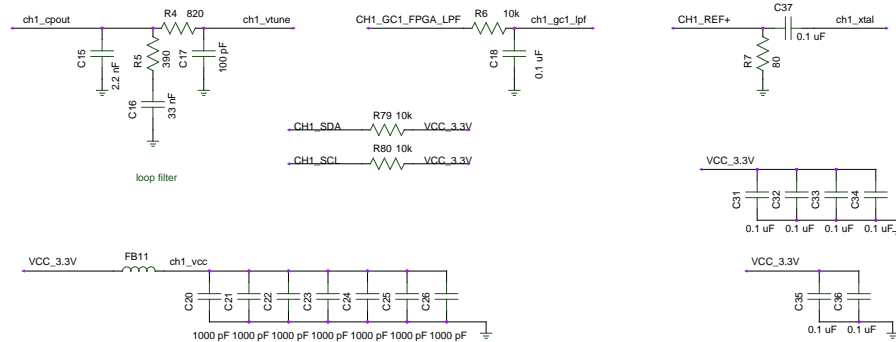 ch1_cpout
R4
820
ch1_vtune
C15
2.2 nF
R5
390
C17
100 pF
C16
33 nF
loop filter
CH1_GC1_FPGA_LPF
R6
10k
ch1_gc1_lpf
C18
0.1 uF
CH1_REF+
C37
0.1 uF
ch1_xtal
R7
80
CH1_SDA
R79 10k
VCC_3.3V
CH1_SCL
R80 10k
VCC_3.3V
VCC_3.3V
C31
C32
C33
C34
0.1 uF
0.1 uF
0.1 uF
0.1 uF
VCC_3.3V
FB11
ch1_vcc
C20
C21
C22
C23
C24
C25
C26
1000 pF 1000 pF 1000 pF 1000 pF 1000 pF 1000 pF 1000 pF
VCC_3.3V
C35
C36
0.1 uF
0.1 uF